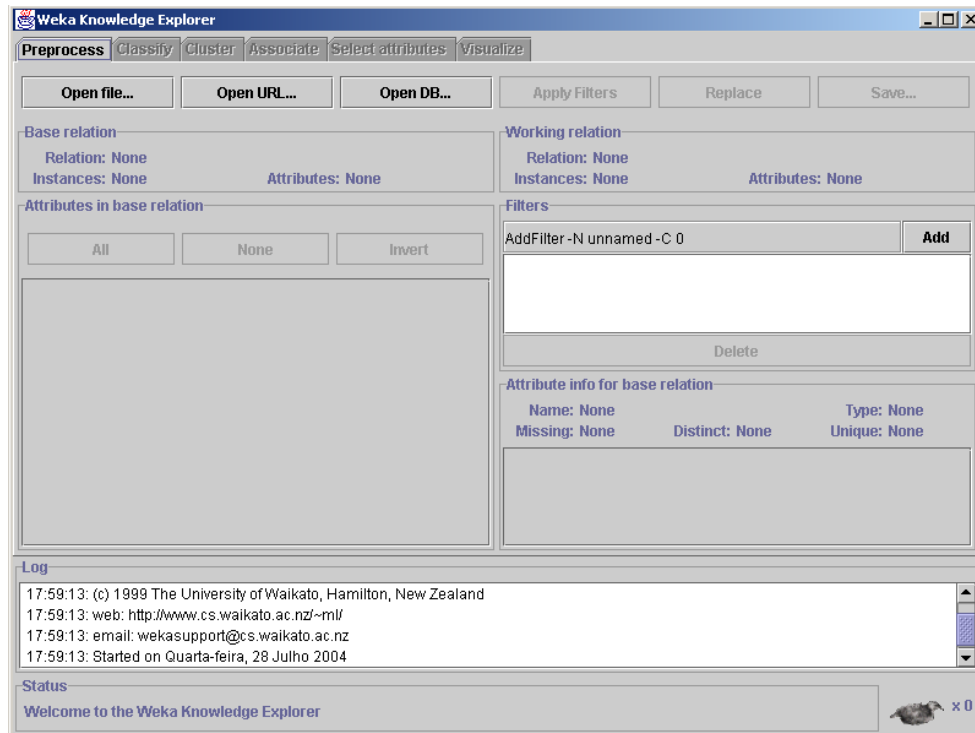 Weka Knowledge Explorer
Preprocess Classify Cluster Associate Select attributes Visualize
Open file... Open URL... Open DB... Apply Filters Replace Save...
Base relation
Relation: None
Instances: None Attributes: None
Working relation
Relation: None
Instances: None Attributes: None
Attributes in base relation
All None Invert
Filters
AddFilter -N unnamed -C 0 Add
Delete
Attribute info for base relation
Name: None Type: None
Missing: None Distinct: None Unique: None
Log
17:59:13: (c) 1999 The University of Waikato, Hamilton, New Zealand
17:59:13: web: http://www.cs.waikato.ac.nz/~ml/
17:59:13: email: wekasupport@cs.waikato.ac.nz
17:59:13: Started on Quarta-feira, 28 Julho 2004
Status
Welcome to the Weka Knowledge Explorer
x 0